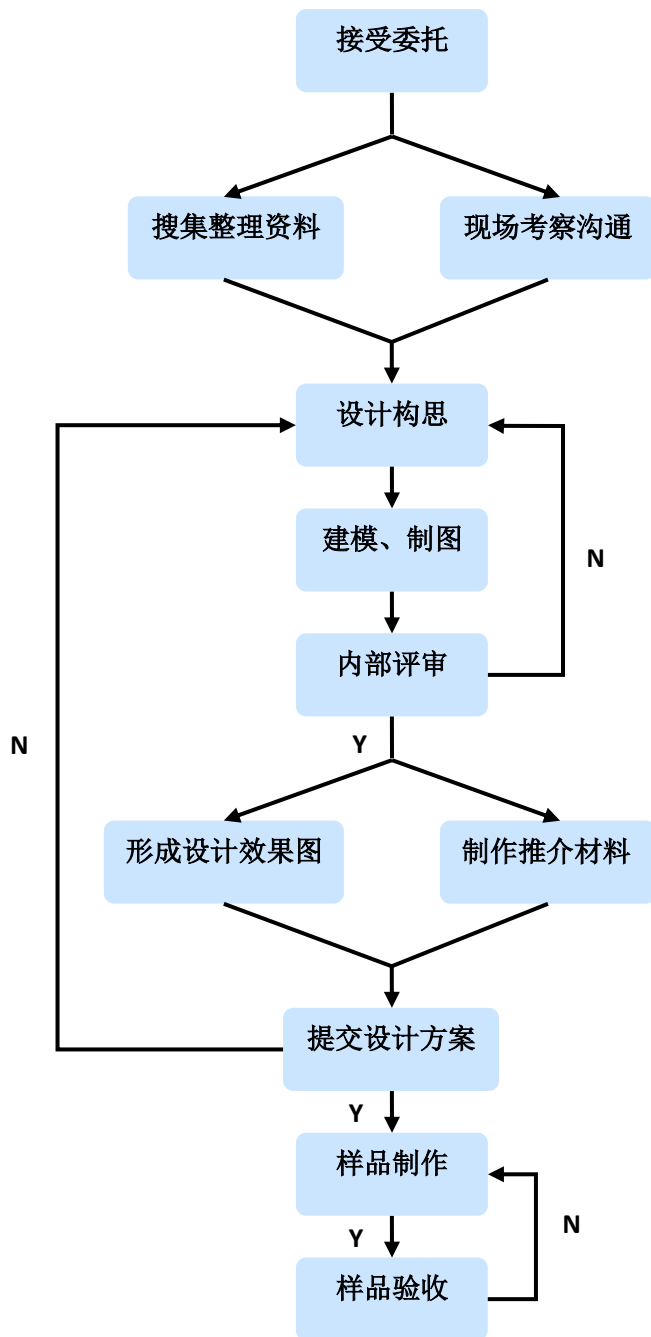 接受委托
搜集整理资料
现场考察沟通
设计构思
建模、制图
N
内部评审
N
Y
形成设计效果图
制作推介材料
提交设计方案
Y
样品制作
Y
N
样品验收